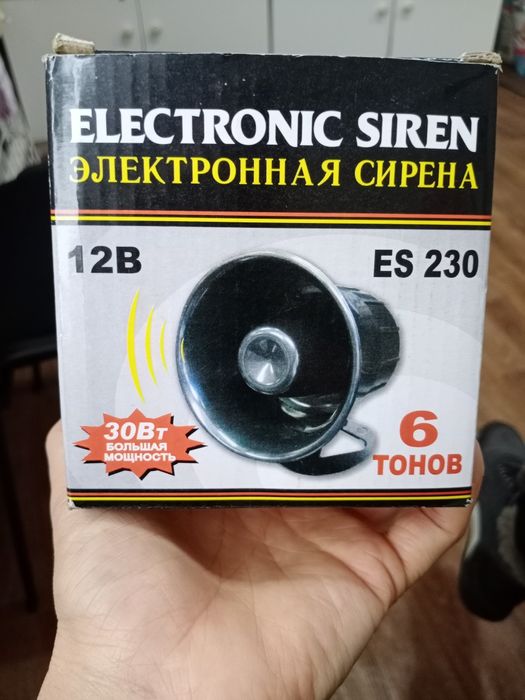 ELECTRONIC SIREN
ЭЛЕКТРОННАЯ СИРЕНА
12В
ES 230
30Вт
БОЛЬШАЯ
МОЩНОСТЬ
6
ТОНОВ